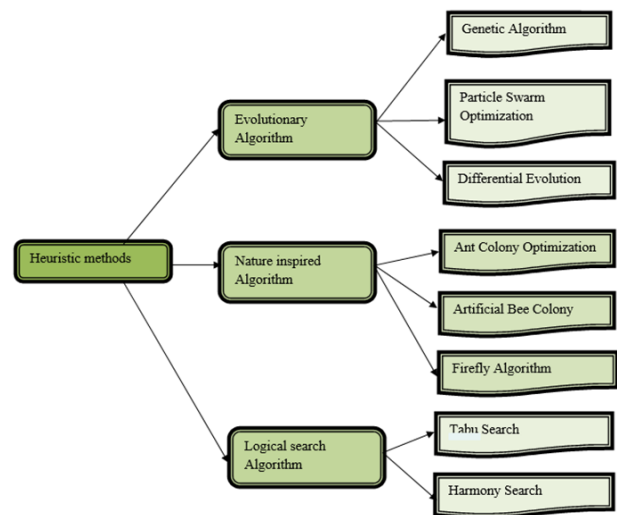 Genetic Algorithm
Particle Swarm
Optimization
Evolutionary
Algorithm
Differential Evolution
Heuristic methods
Nature inspired
Algorithm
Ant Colony Optimization
Artificial Bee Colony
Firefly Algorithm
Logical search
Algorithm
Tabu Search
Harmony Search